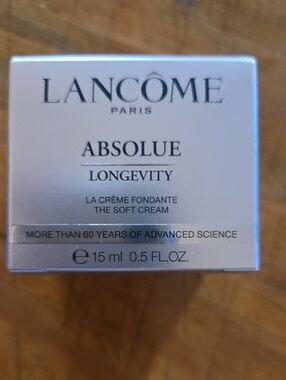 LANCÔME
PARIS
ABSOLUE
LONGEVITY
LA CRÈME FONDANTE
THE SOFT CREAM
MORE THAN 60 YEARS OF ADVANCED SCIENCE
℮ 15 ml 0.5 FL.OZ.